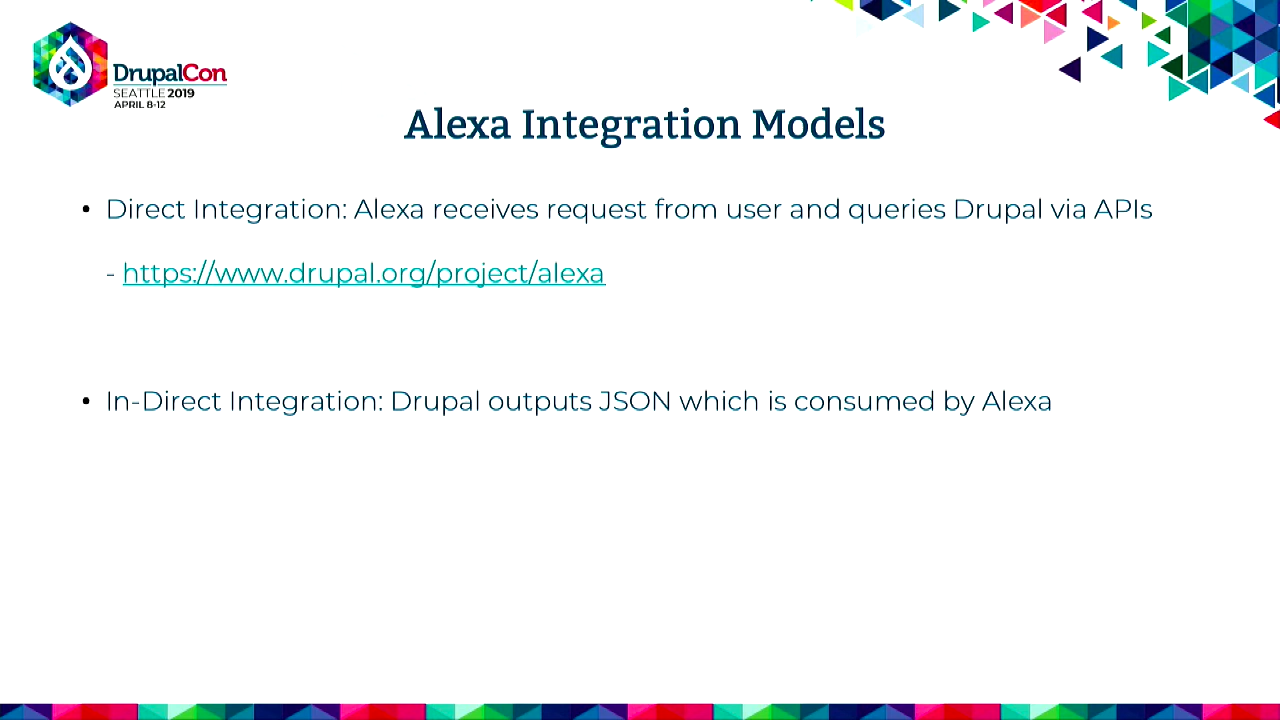 DrupalCon
SEATTLE 2019
APRIL 8-12
Alexa Integration Models
• Direct Integration: Alexa receives request from user and queries Drupal via APIs
- https://www.drupal.org/project/alexa
• In-Direct Integration: Drupal outputs JSON which is consumed by Alexa